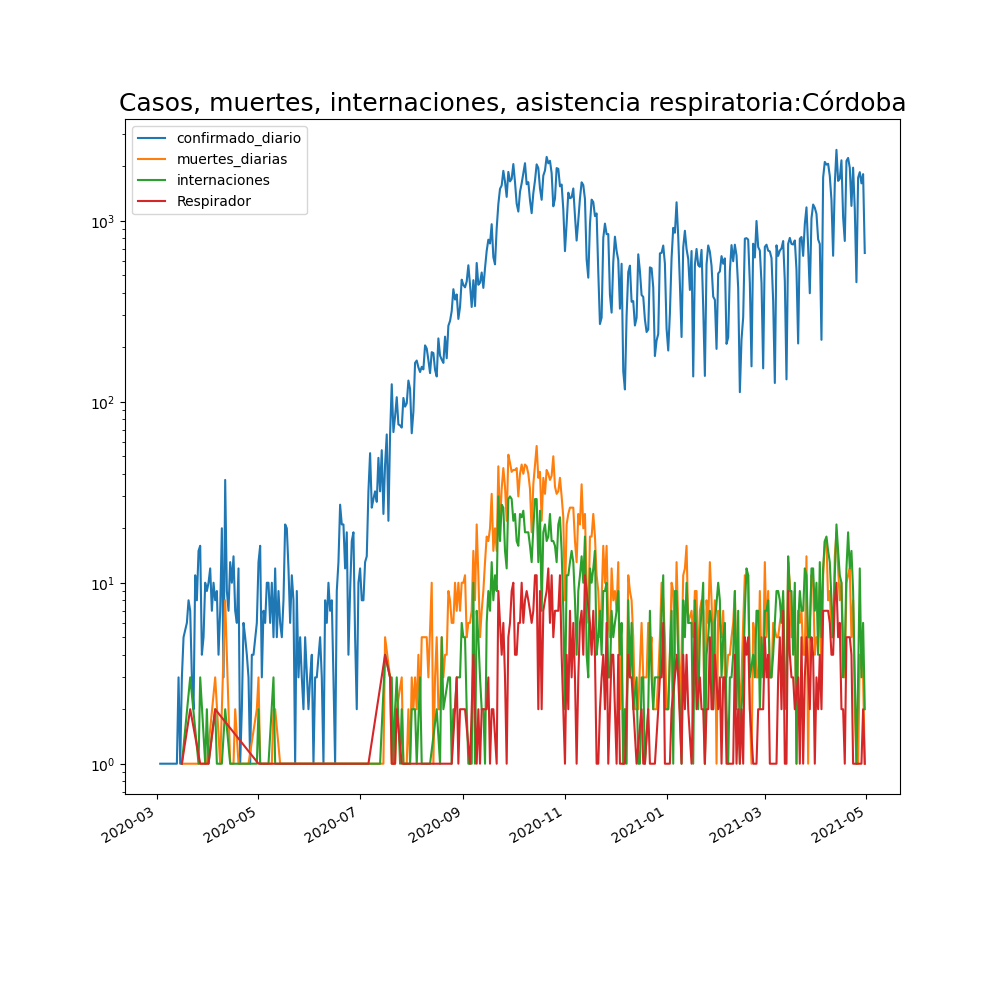 Casos, muertes, internaciones, asistencia respiratoria:Córdoba
confirmado_diario
muertes_diarias
internaciones
Respirador
10³
10²
10¹
10⁰
2020-03
2020-05
2020-07
2020-09
2020-11
2021-01
2021-03
2021-05